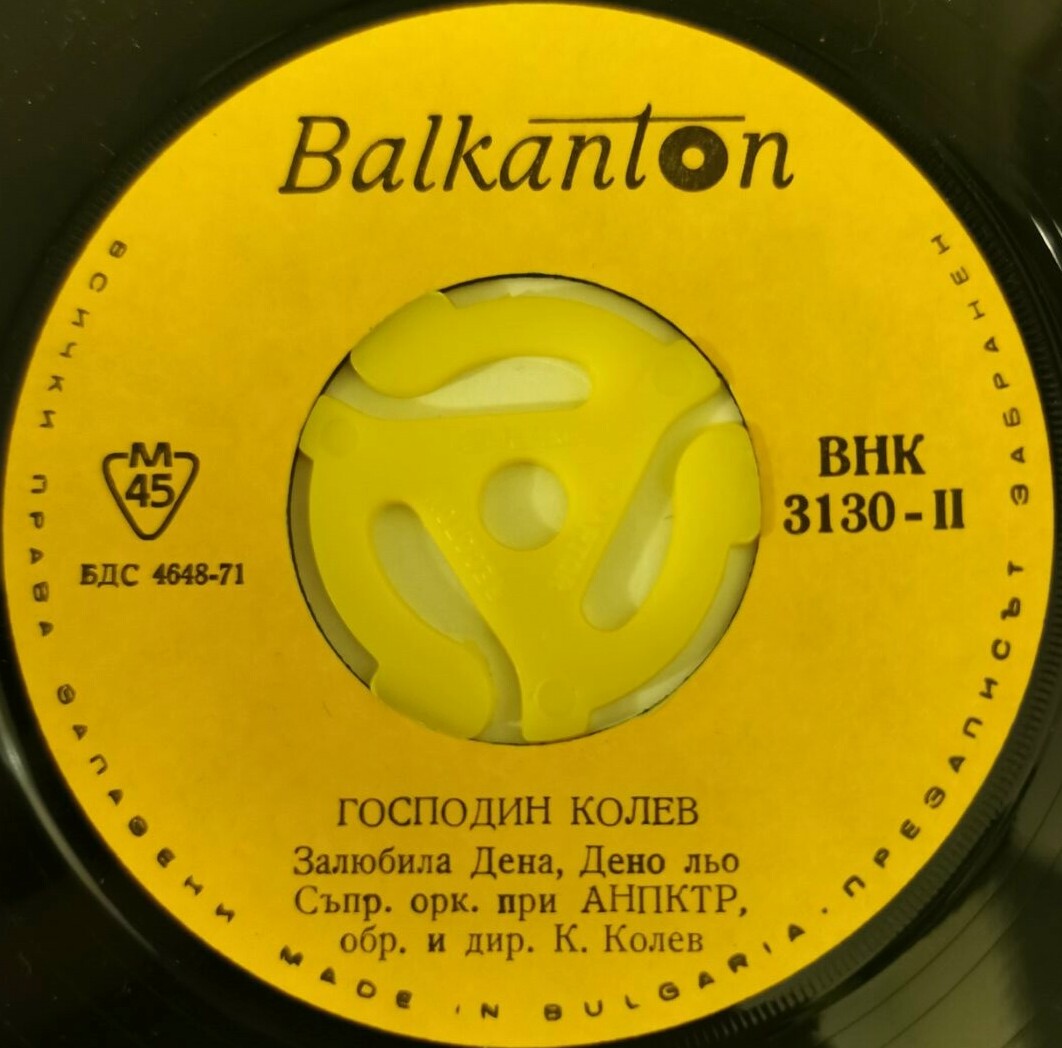 Balkanton
ВСИЧКИ ПРАВА ЗАПАЗЕНИ MADE IN BULGARIA · ПРЕЗАПИСЪТ ЗАБРАНЕН
M
45
БДС 4648-71
ВНК
3130-II
ГОСПОДИН КОЛЕВ
Залюбила Дена, Дено льо
Съпр. орк. при АНПКТР,
обр. и дир. К. Колев